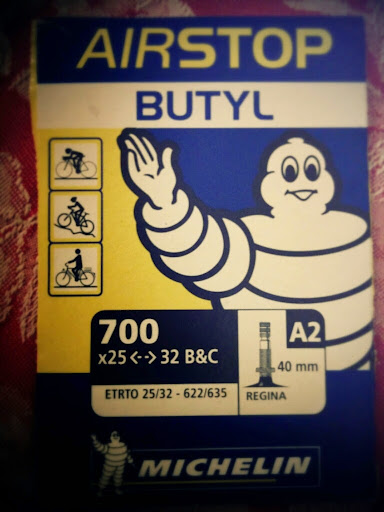 AIRSTOP
BUTYL
700
x25<-->32 B&C
ETRTO 25/32 - 622/635
A2
40 mm
REGINA
MICHELIN